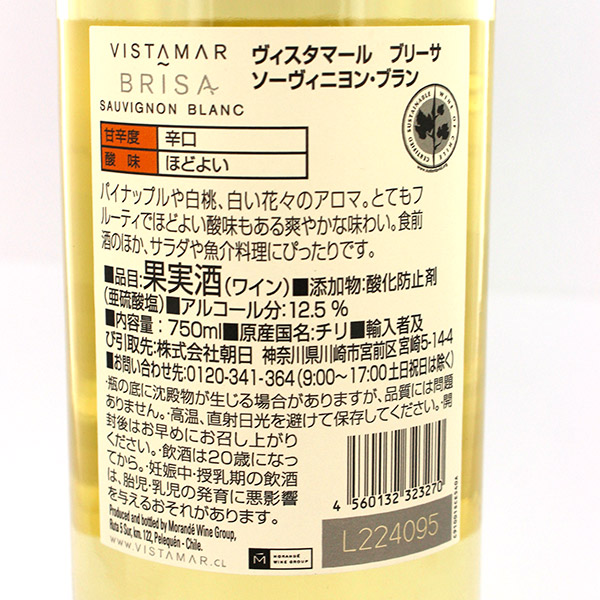 VISTAMAR
~
BRISA
SAUVIGNON BLANC
ヴィスタマール ブリーサ
ソーヴィニヨン・ブラン
CERTIFIED SUSTAINABLE WINE OF CHILE
甘辛度 辛口
酸味 ほどよい
パイナップルや白桃、白い花々のアロマ。とてもフ
ルーティでほどよい酸味もある爽やかな味わい。食前
酒のほか、サラダや魚介料理にぴったりです。
■品目:果実酒(ワイン)■添加物:酸化防止剤
(亜硫酸塩)■アルコール分:12.5%
■内容量:750ml■原産国名:チリ■輸入者及
び引取先:株式会社朝日 神奈川県川崎市宮前区宮崎5-14-4
■お問い合わせ先:0120-341-364(9:00~17:00土日祝日は除く)
・瓶の底に沈殿物が生じる場合がありますが、品質には問題
ありません。・高温、直射日光を避けて保存してください。・開
封後はお早めにお召し上がり
ください。・飲酒は20歳になっ
てから。・妊娠中・授乳期の飲酒
は、胎児・乳児の発育に悪影響
を与えるおそれがあります。
Produced and bottled by Morandé Wine Group,
Ruta 5 Sur, km. 122, Pelequén - Chile.
WWW.VISTAMAR.CL
M
MORANDÉ
WINE GROUP
4 560132 323270
L224095